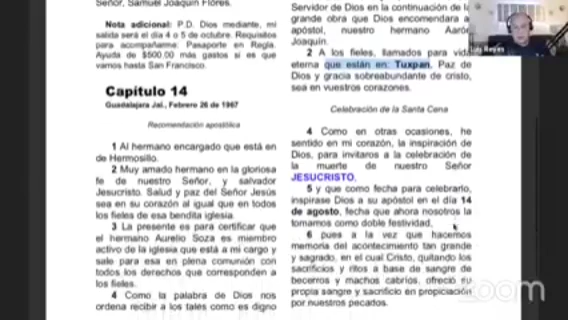 Señor, Samuel Joaquín Flores.
Nota adicional: P.D. Dios mediante, mi
salida será el día 4 o 5 de octubre. Requisitos
para acompañarme: Pasaporte en Regla.
Ayuda de $500.00 más gastos si es que
vamos hasta San Francisco.
Capítulo 14
Guadalajara Jal., Febrero 26 de 1967
Recomendación apostólica
1 Al hermano encargado que está en
de Hermosillo.
2 Muy amado hermano en la gloriosa
fe de nuestro Señor, y salvador
Jesucristo. Salud y paz del Señor Jesús
sea en su corazón al igual que en todos
los fieles de esa bendita iglesia.
3 La presente es para certificar que
el hermano Aurelio Soza es miembro
activo de la iglesia que está a mi cargo y
sale para esa en plena comunión con
todos los derechos que corresponden a
los fieles.
4 Como la palabra de Dios nos
ordena recibir a los tales como es digno
Servidor de Dios en la continuación de la
grande obra que Dios encomendara a
apóstol, nuestro hermano Aarón
Joaquín.
2 A los fieles, llamados para vida
eterna que están en: Tuxpan. Paz de
Dios y gracia sobreabundante de cristo,
sea en vuestros corazones.
Celebración de la Santa Cena
4 Como en otras ocasiones, he
sentido en mi corazón, la inspiración de
Dios, para invitaros a la celebración de
la muerte de nuestro Señor
JESUCRISTO.
5 y que como fecha para celebrarlo,
inspirase Dios a su apóstol en el día 14
de agosto, fecha que ahora nosotros la
tomamos como doble festividad,
6 pues a la vez que hacemos
memoria del acontecimiento tan grande
y sagrado, en el cual Cristo, quitando los
sacrificios y ritos a base de sangre de
becerros y machos cabríos, ofreció su
propia sangre y sacrificio en propiciación
por nuestros pecados.
zoom